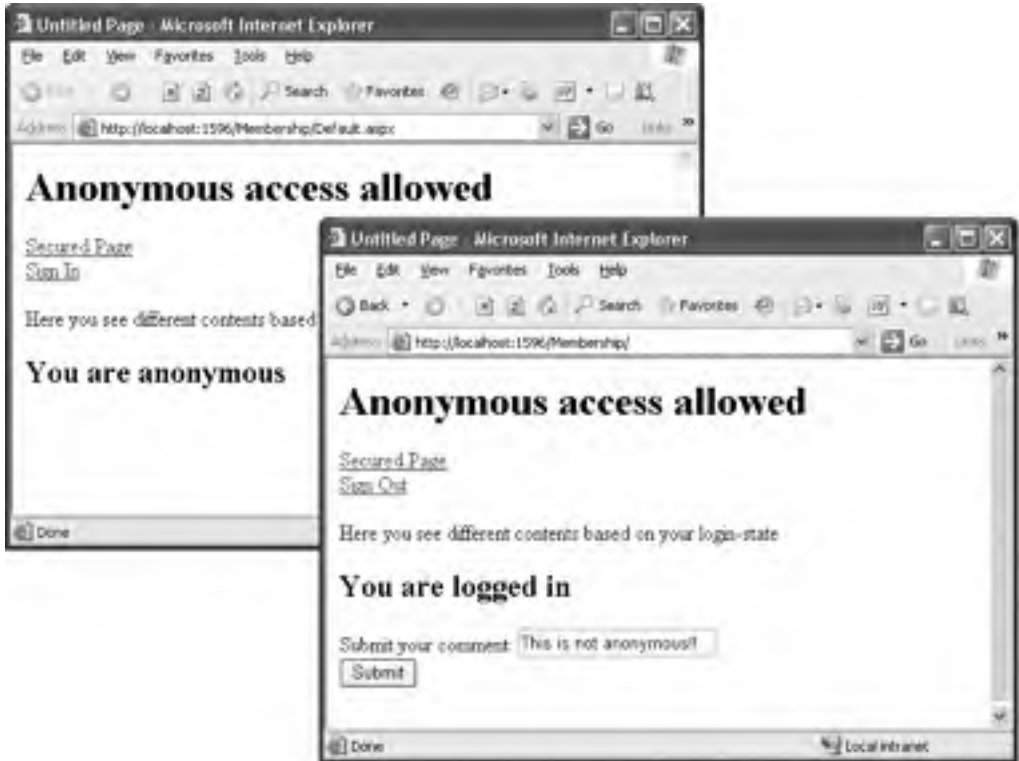 Untitled Page - Microsoft Internet Explorer
File Edit View Favorites Tools Help
Search Favorites
Address http://localhost:1596/Membership/Default.aspx Go Links »
Anonymous access allowed
Secured Page
Sign In
Here you see different contents based
You are anonymous
Done
Untitled Page - Microsoft Internet Explorer
File Edit View Favorites Tools Help
Back Search Favorites
Address http://localhost:1596/Membership/ Go Links »
Anonymous access allowed
Secured Page
Sign Out
Here you see different contents based on your login-state
You are logged in
Submit your comment: This is not anonymous!!
Submit
Done Local intranet